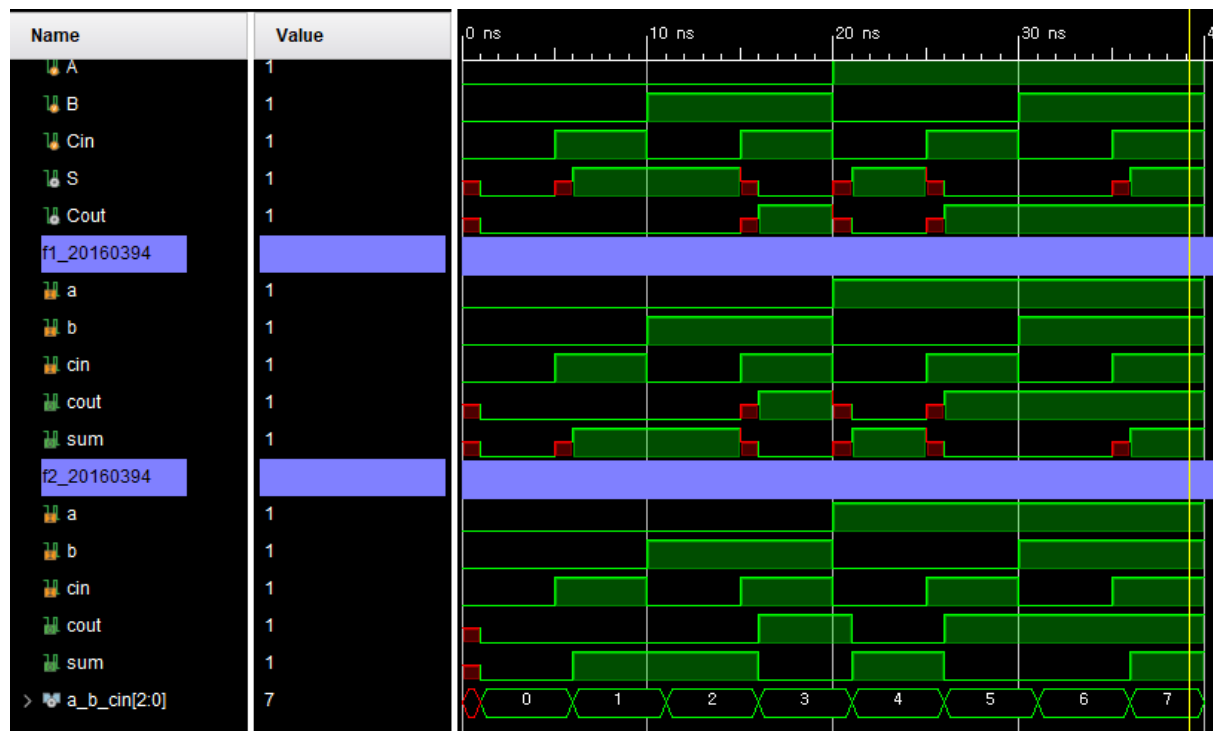 Name Value 0 ns 10 ns 20 ns 30 ns 4
A 1
B 1
Cin 1
S 1
Cout 1
f1_20160394
a 1
b 1
cin 1
cout 1
sum 1
f2_20160394
a 1
b 1
cin 1
cout 1
sum 1
> a_b_cin[2:0] 7 0 1 2 3 4 5 6 7